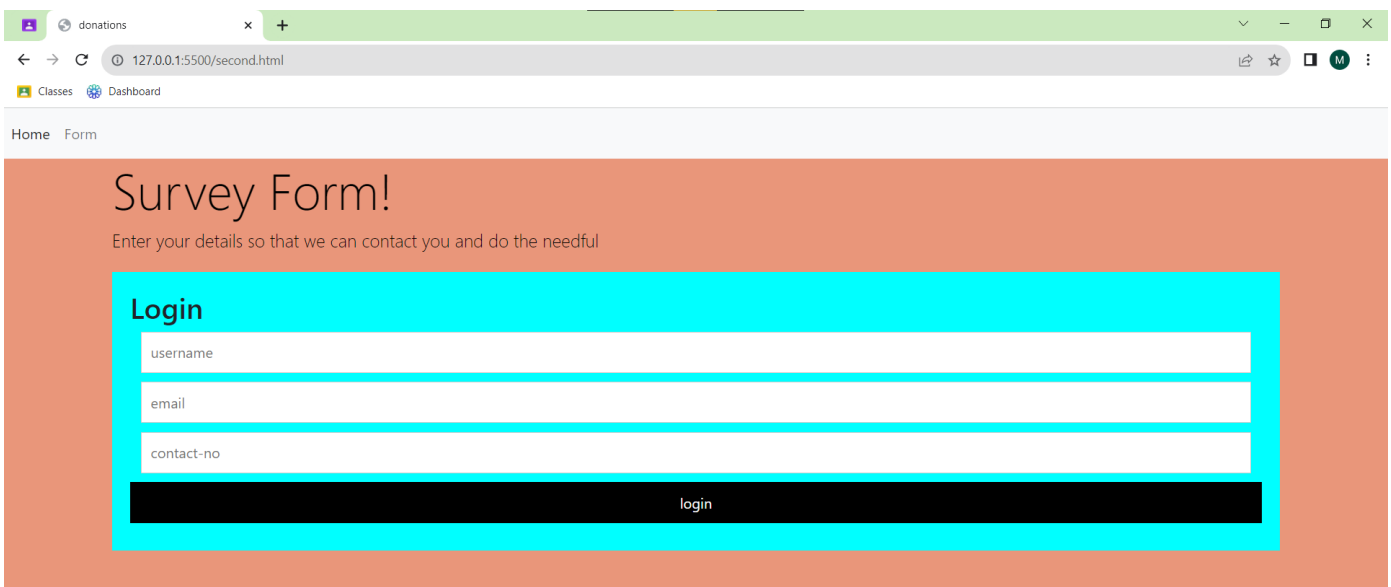 donations
127.0.0.1:5500/second.html
M
Classes Dashboard
Home Form
Survey Form!
Enter your details so that we can contact you and do the needful
Login
username
email
contact-no
login